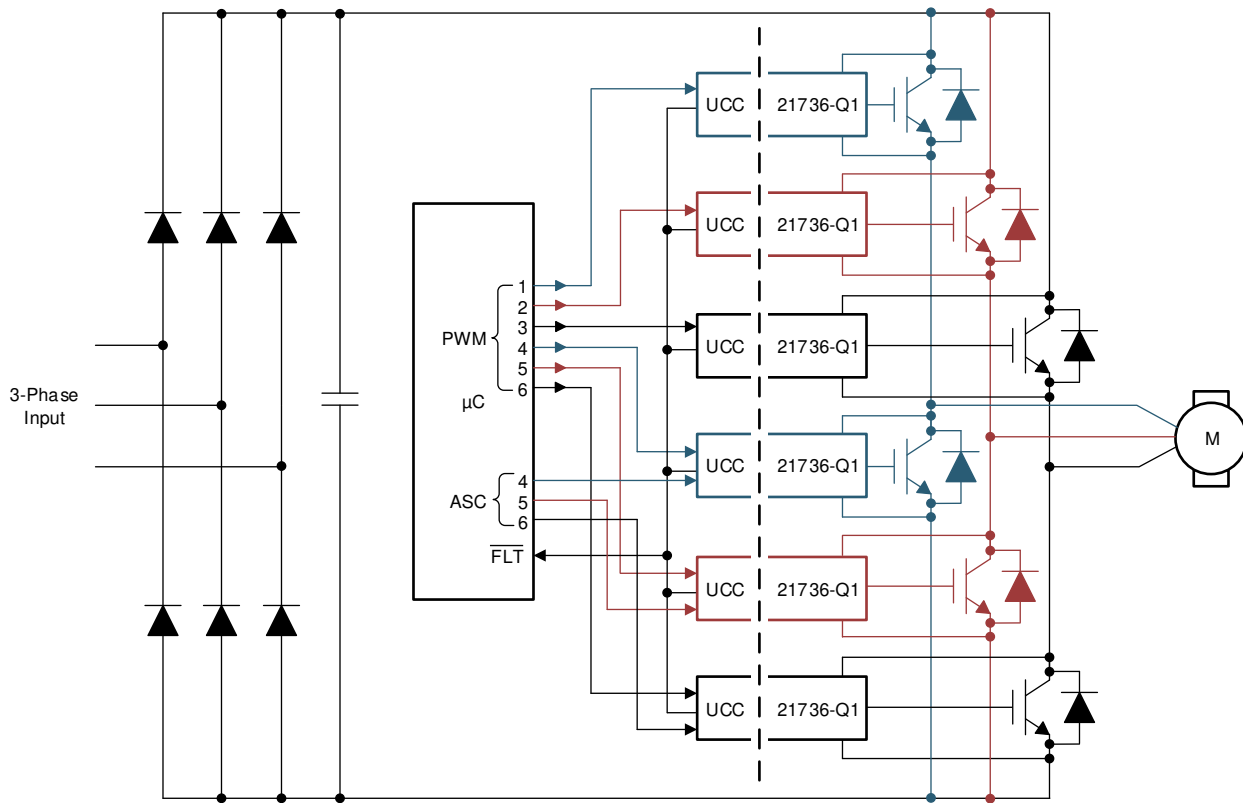 3-Phase
Input
PWM
1
2
3
4
5
6
µC
ASC
4
5
6
FLT
UCC 21736-Q1
UCC 21736-Q1
UCC 21736-Q1
UCC 21736-Q1
UCC 21736-Q1
UCC 21736-Q1
M